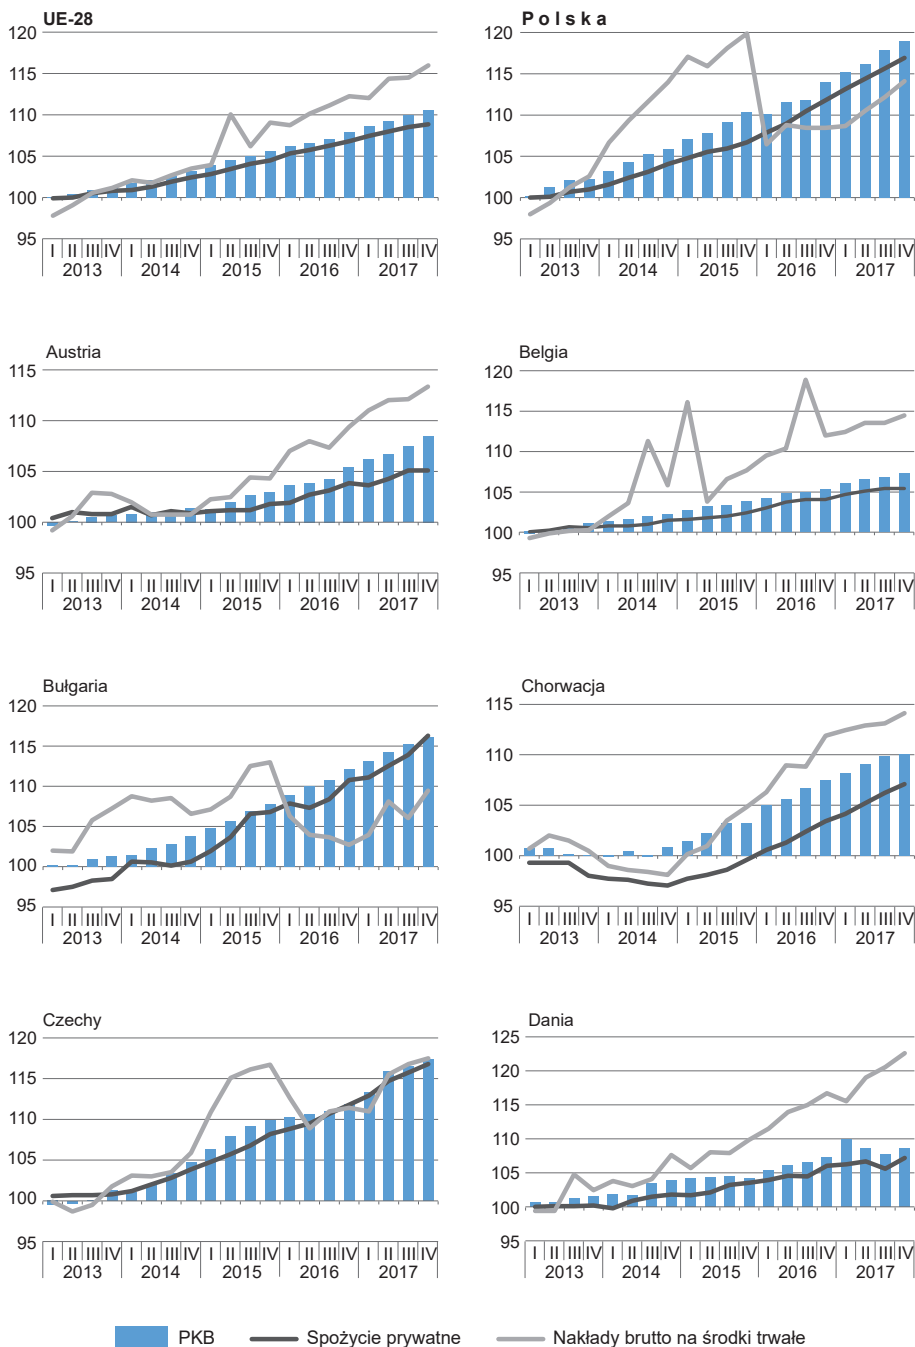 UE-28
120
115
110
105
100
95
I II III IV I II III IV I II III IV I II III IV I II III IV
2013 2014 2015 2016 2017
P o l s k a
120
115
110
105
100
95
I II III IV I II III IV I II III IV I II III IV I II III IV
2013 2014 2015 2016 2017
Austria
115
110
105
100
95
I II III IV I II III IV I II III IV I II III IV I II III IV
2013 2014 2015 2016 2017
Belgia
120
115
110
105
100
95
I II III IV I II III IV I II III IV I II III IV I II III IV
2013 2014 2015 2016 2017
Bułgaria
120
115
110
105
100
95
I II III IV I II III IV I II III IV I II III IV I II III IV
2013 2014 2015 2016 2017
Chorwacja
115
110
105
100
95
I II III IV I II III IV I II III IV I II III IV I II III IV
2013 2014 2015 2016 2017
Czechy
120
115
110
105
100
95
I II III IV I II III IV I II III IV I II III IV I II III IV
2013 2014 2015 2016 2017
Dania
125
120
115
110
105
100
95
I II III IV I II III IV I II III IV I II III IV I II III IV
2013 2014 2015 2016 2017
PKB Spożycie prywatne Nakłady brutto na środki trwałe